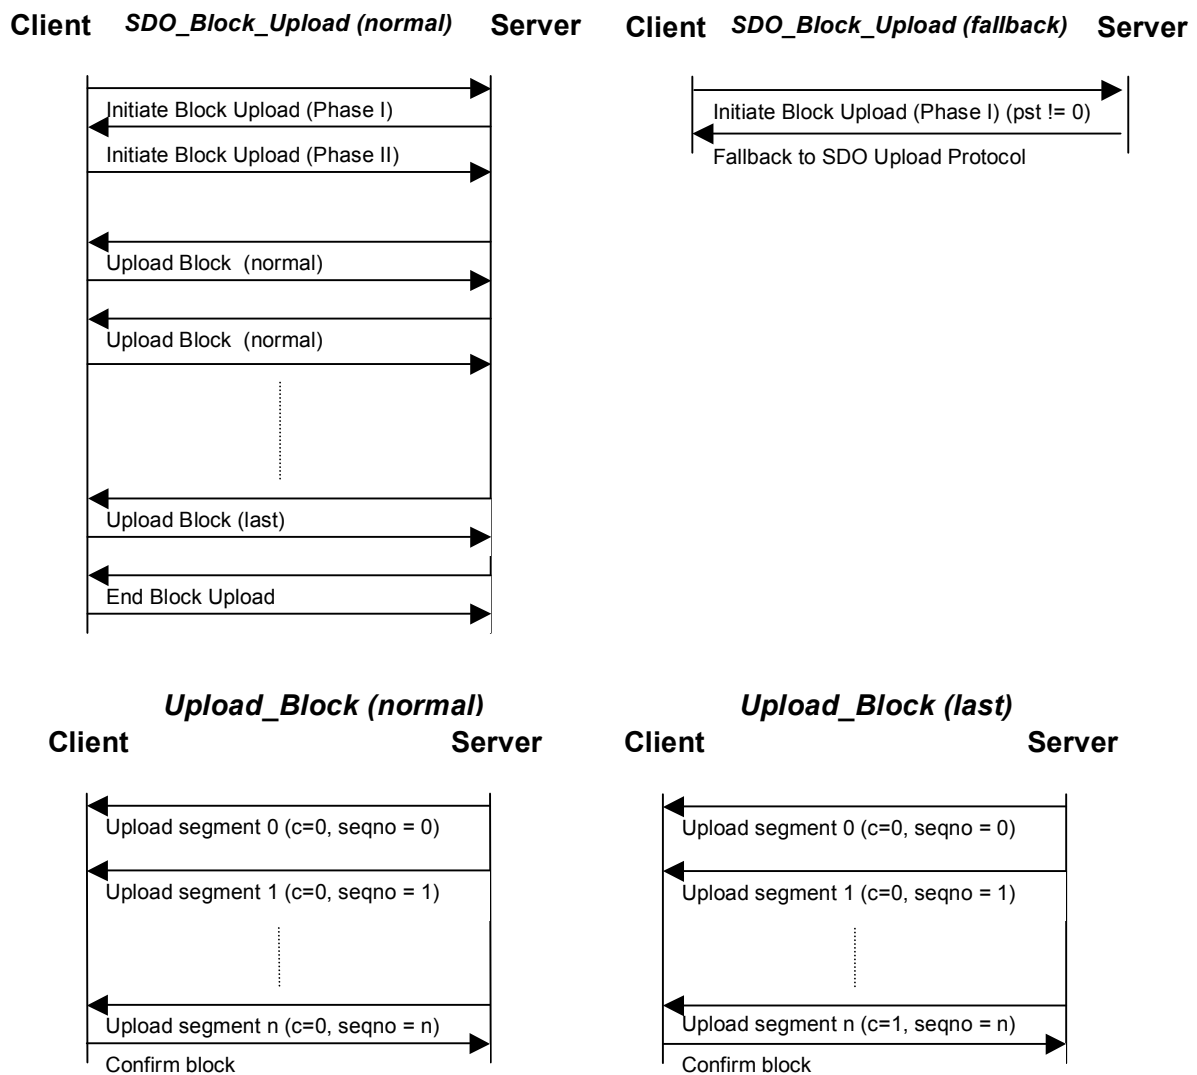 Client SDO_Block_Upload (normal) Server
Initiate Block Upload (Phase I)
Initiate Block Upload (Phase II)
Upload Block (normal)
Upload Block (normal)
Upload Block (last)
End Block Upload
Client SDO_Block_Upload (fallback) Server
Initiate Block Upload (Phase I) (pst != 0)
Fallback to SDO Upload Protocol
Upload_Block (normal)
Client Server
Upload segment 0 (c=0, seqno = 0)
Upload segment 1 (c=0, seqno = 1)
Upload segment n (c=0, seqno = n)
Confirm block
Upload_Block (last)
Client Server
Upload segment 0 (c=0, seqno = 0)
Upload segment 1 (c=0, seqno = 1)
Upload segment n (c=1, seqno = n)
Confirm block